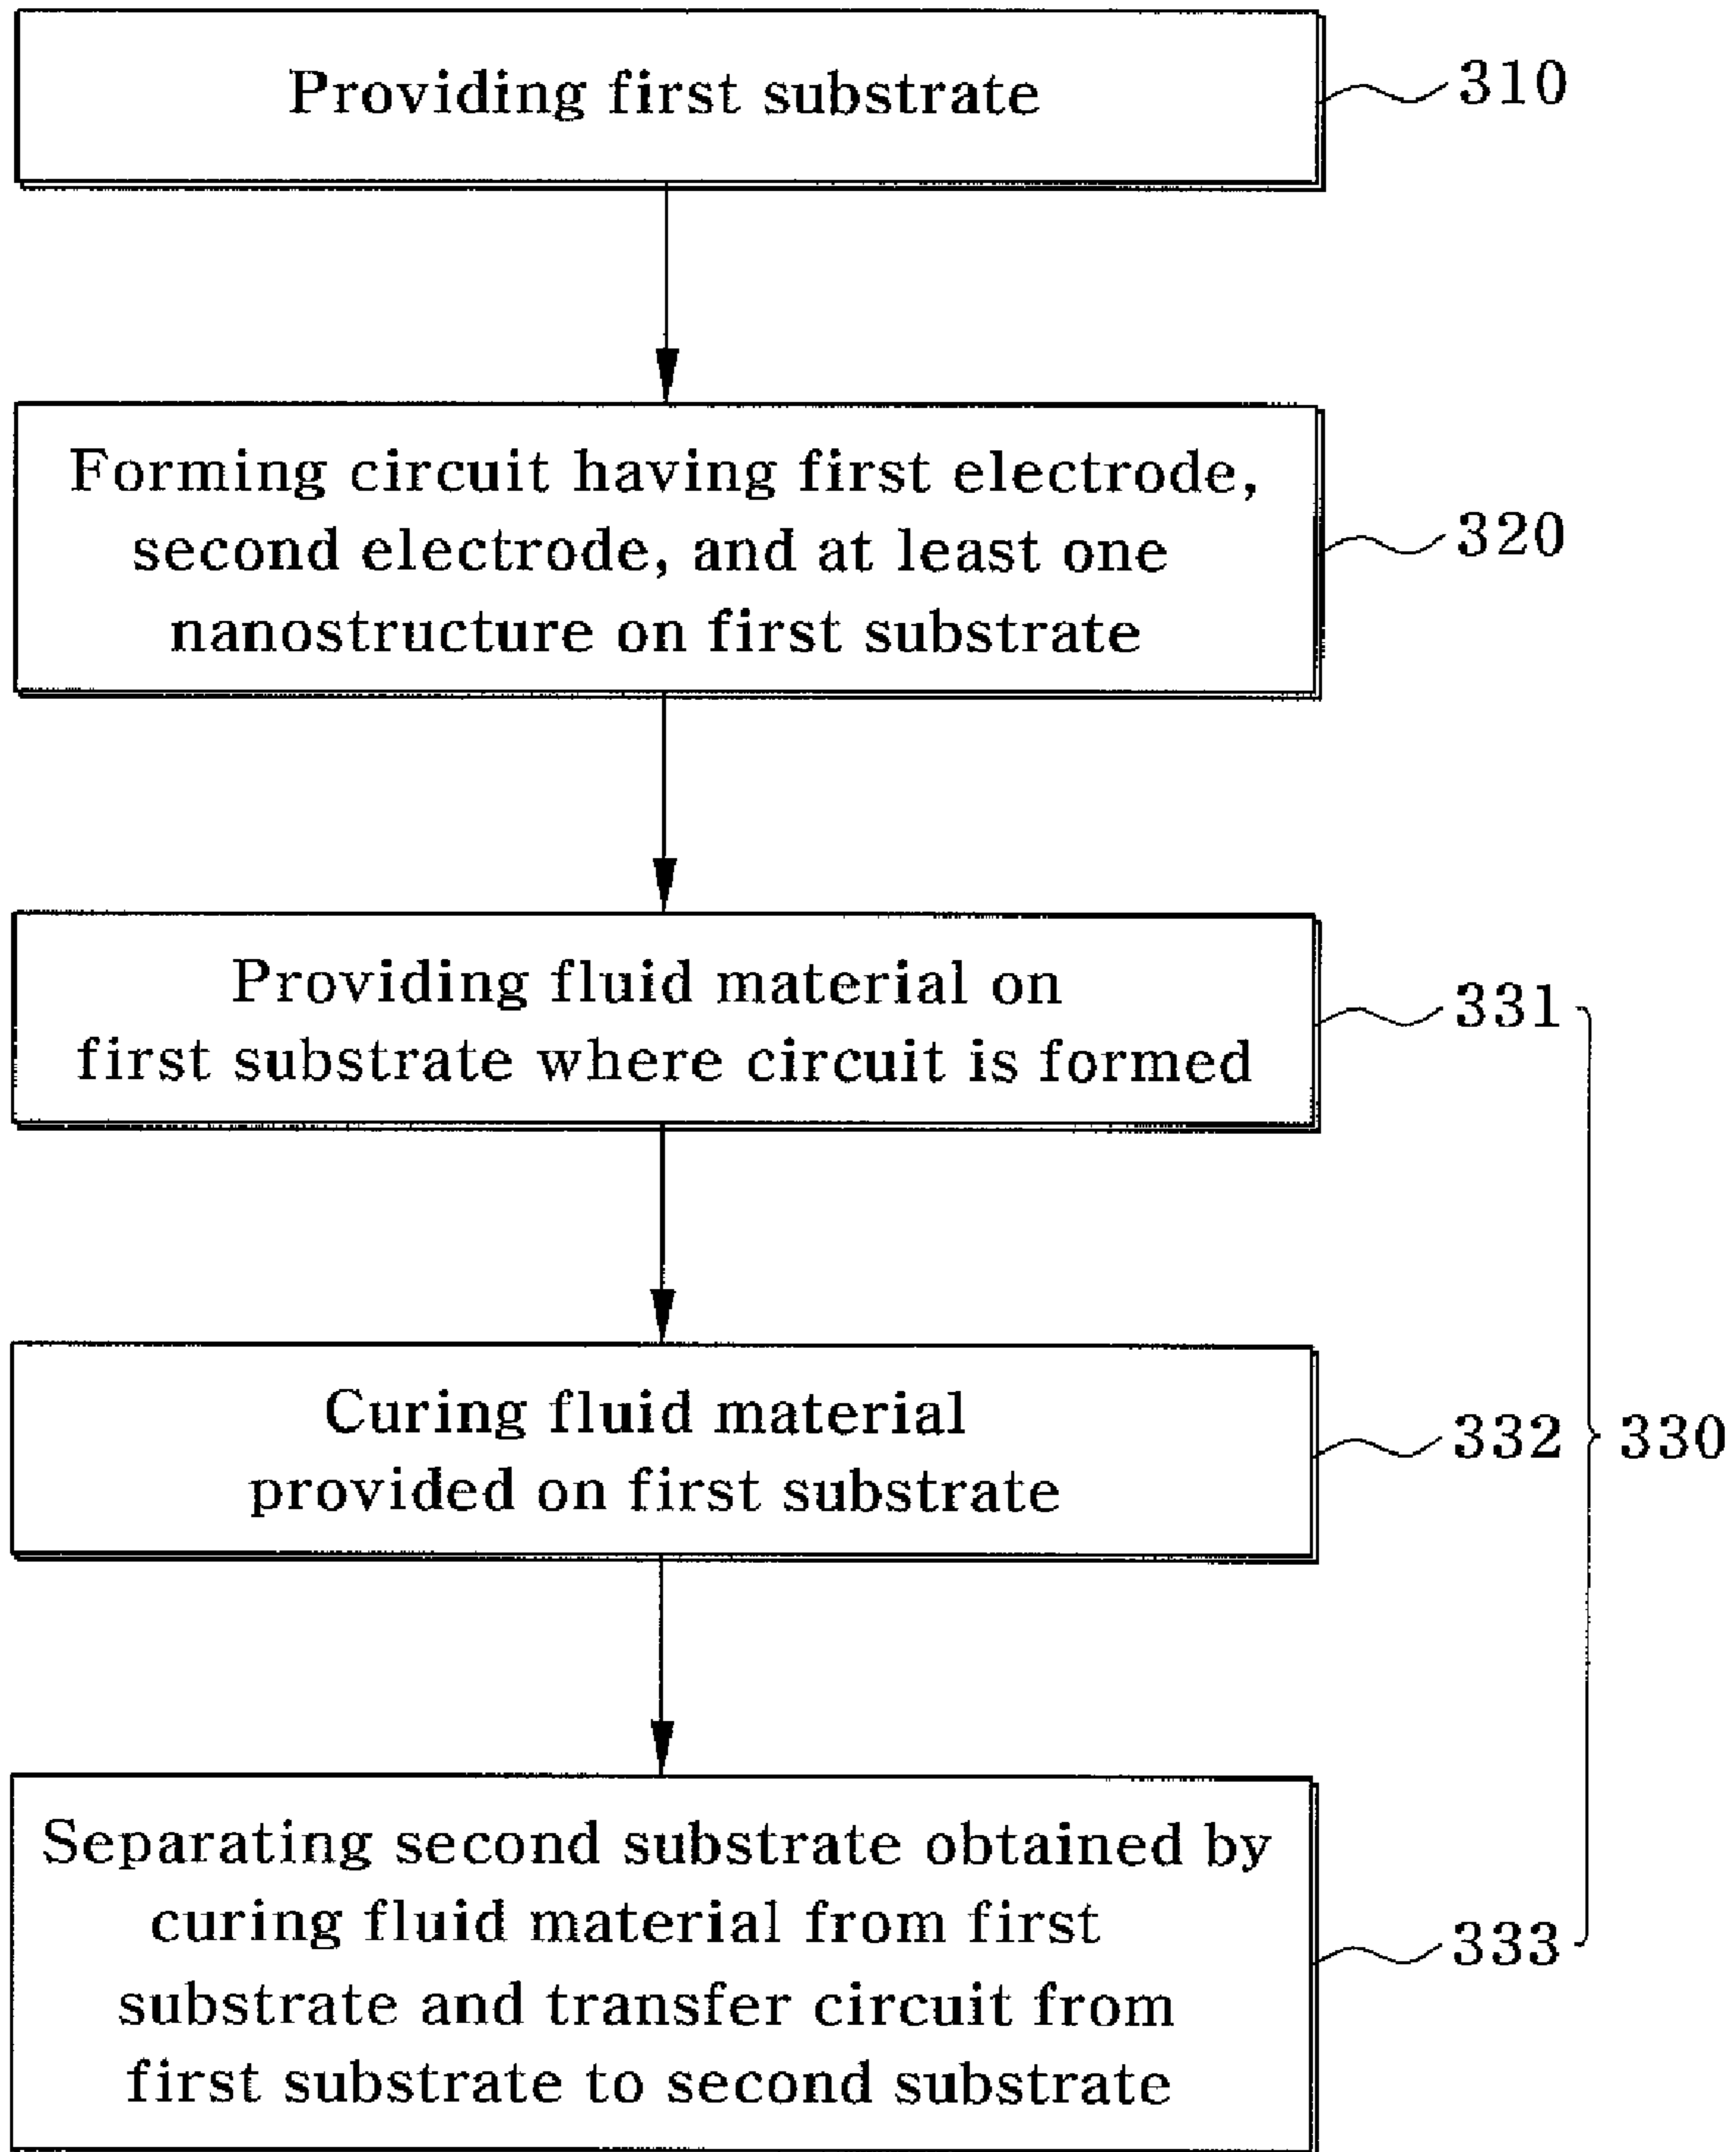 Providing first substrate
310
Forming circuit having first electrode,
second electrode, and at least one
nanostructure on first substrate
320
Providing fluid material on
first substrate where circuit is formed
331
Curing fluid material
provided on first substrate
332
330
Separating second substrate obtained by
curing fluid material from first
substrate and transfer circuit from
first substrate to second substrate
333